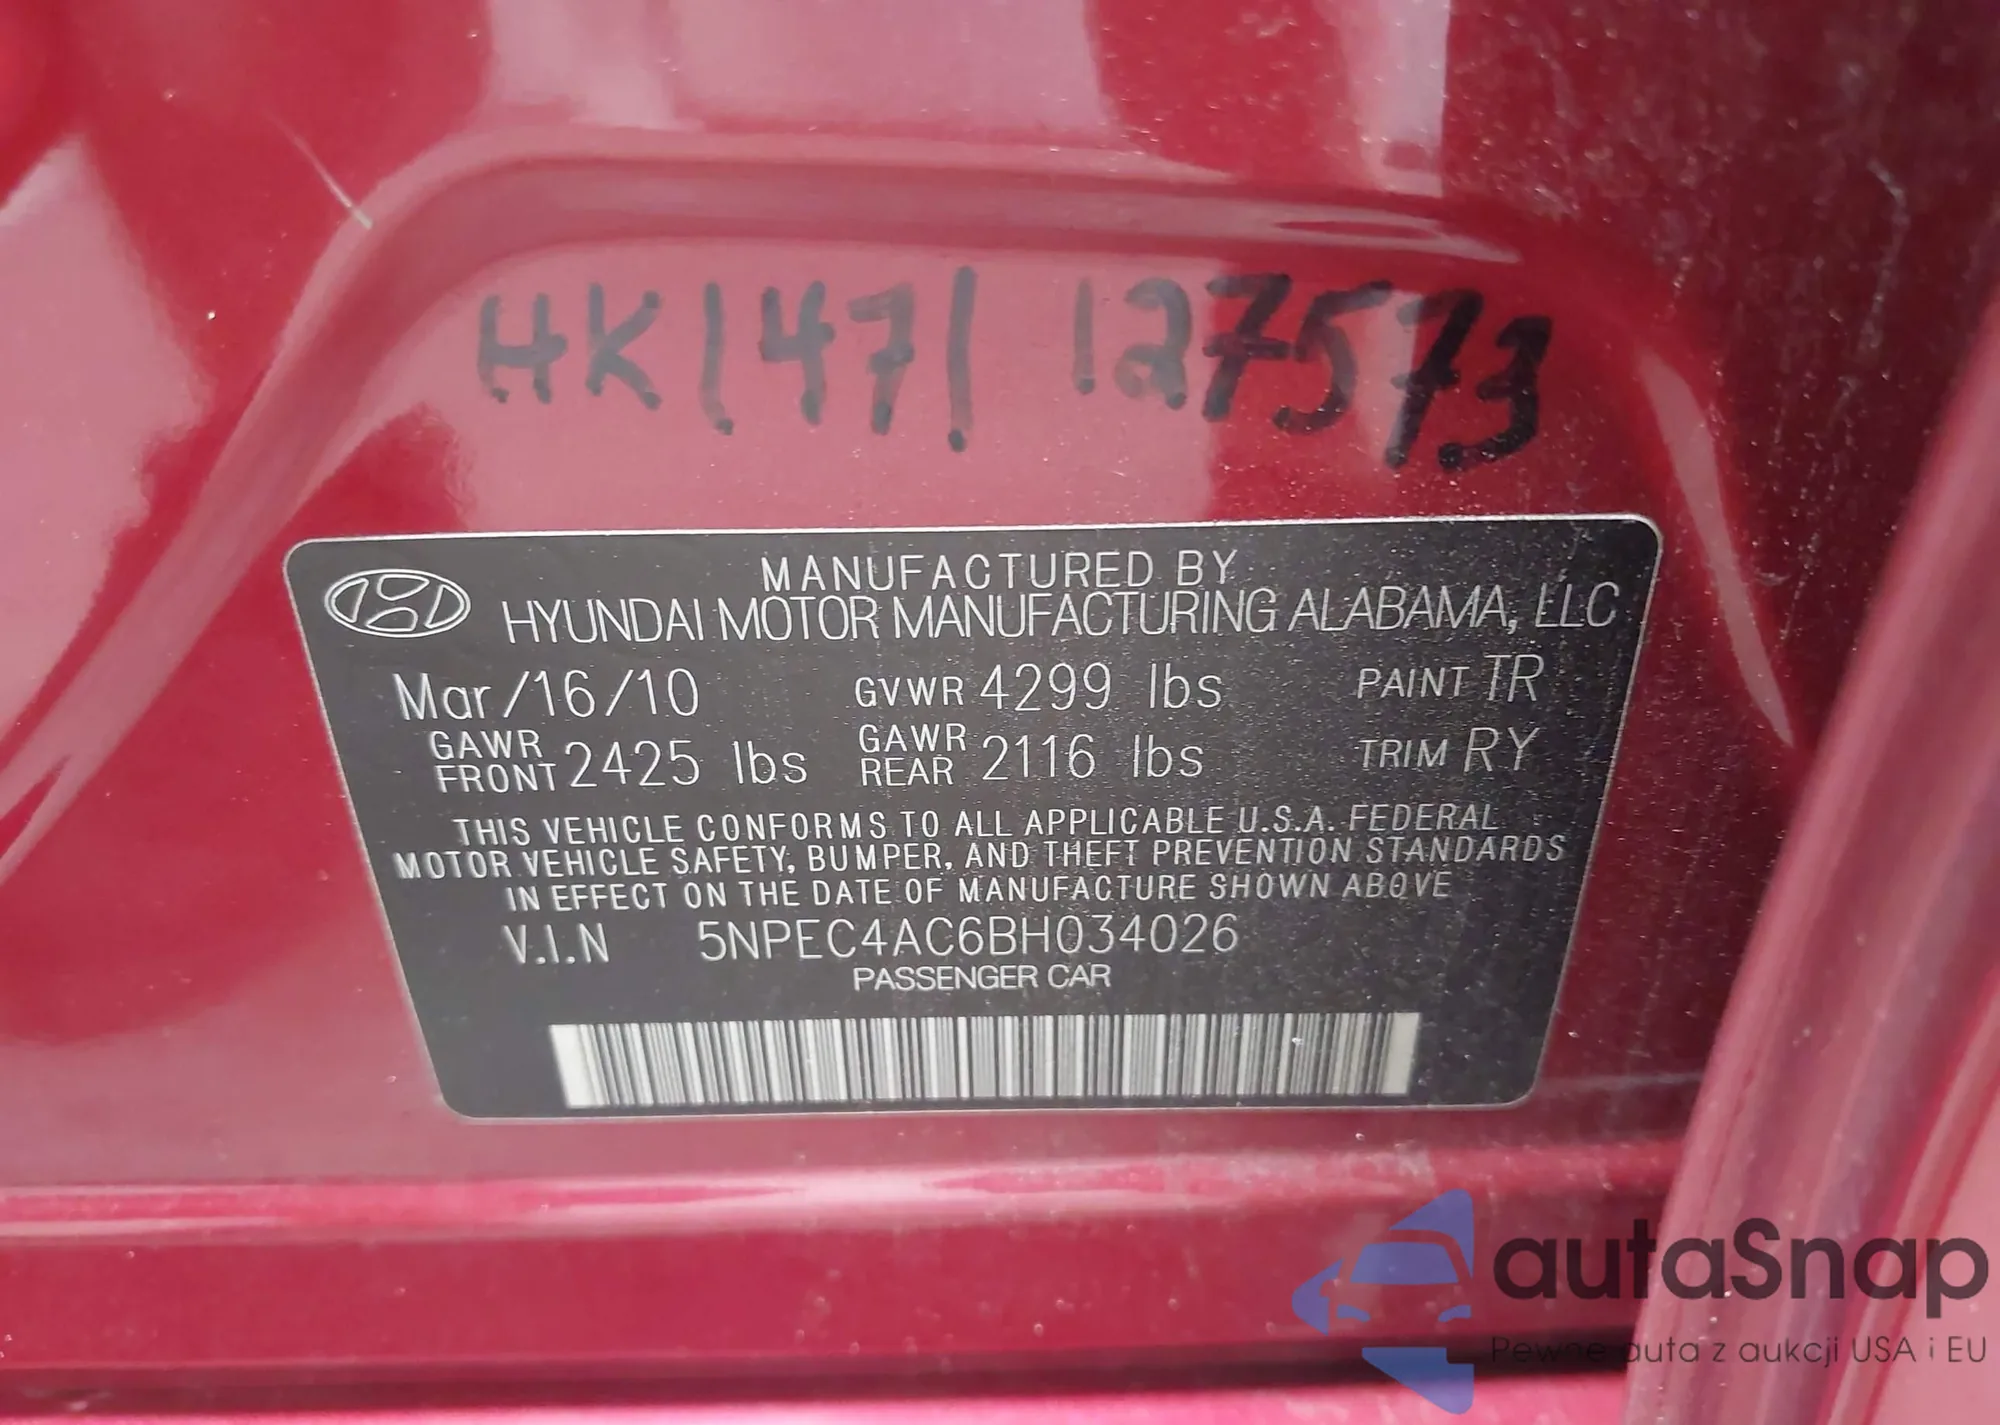 HK1471 127573
MANUFACTURED BY
HYUNDAI MOTOR MANUFACTURING ALABAMA, LLC
Mar/16/10 GVWR 4299 lbs PAINT TR
GAWR FRONT 2425 lbs GAWR REAR 2116 lbs TRIM RY
THIS VEHICLE CONFORMS TO ALL APPLICABLE U.S.A. FEDERAL
MOTOR VEHICLE SAFETY, BUMPER, AND THEFT PREVENTION STANDARDS
IN EFFECT ON THE DATE OF MANUFACTURE SHOWN ABOVE
V.I.N 5NPEC4AC6BH034026
PASSENGER CAR
autaSnap
Pewne auta z aukcji USA i EU